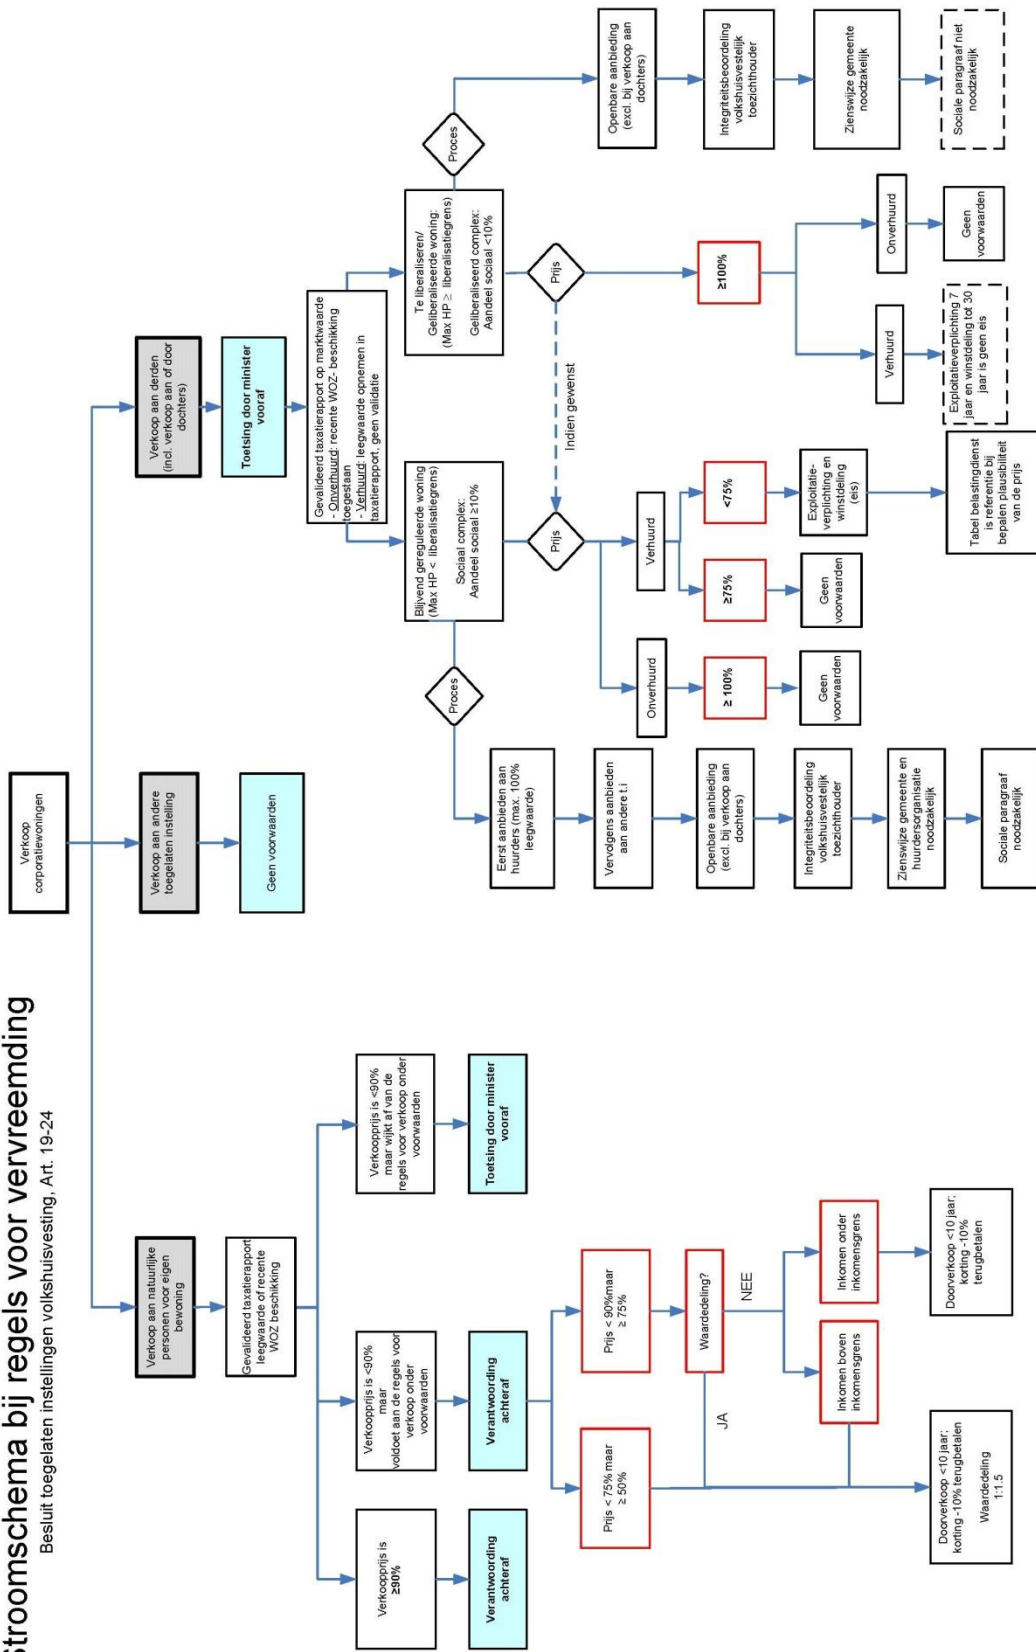 Stroomschema bij regels voor vervreemding
Besluit toegelaten instellingen volkshuisvesting, Art. 19-24
Verkoop
corporatiewoningen
Verkoop aan natuurlijke
personen voor eigen
bewoning
Verkoop aan andere
toegelaten instelling
Verkoop aan derden
(incl. verkoop aan of door
dochters)
Gevalideerd taxatierapport
leegwaarde of recente
WOZ beschikking
Geen voorwaarden
Toetsing door minister
vooraf
Verkoopprijs is
≥90%
Verkoopprijs is <90%
maar
voldoet aan de regels voor
verkoop onder
voorwaarden
Verkoopprijs is <90%
maar wijkt af van de
regels voor verkoop onder
voorwaarden
Verantwoording
achteraf
Verantwoording
achteraf
Toetsing door minister
vooraf
Prijs < 75% maar
≥ 50%
Prijs < 90%maar
≥ 75%
Waardedeling?
JA
NEE
Inkomen boven
inkomensgrens
Inkomen onder
inkomensgrens
Doorverkoop <10 jaar;
korting -10% terugbetalen
Waardedeling
1:1.5
Doorverkoop <10 jaar;
korting -10%
terugbetalen
Gevalideerd taxatierapport op marktwaarde
- Onverhuurd: recente WOZ- beschikking
toegestaan
- Verhuurd: leegwaarde opnemen in
taxatierapport, geen validatie
Blijvend gereguleerde woning
(Max HP < liberalisatiegrens)
Sociaal complex:
Aandeel sociaal ≥10%
Te liberaliseren/
Geliberaliseerde woning:
(Max HP ≥ liberalisatiegrens)
Geliberaliseerd complex:
Aandeel sociaal <10%
Proces
Proces
Eerst aanbieden aan
huurders (max. 100%
leegwaarde)
Vervolgens aanbieden
aan andere t.i
Openbare aanbieding
(excl. bij verkoop aan
dochters)
Integriteitsbeoordeling
volkshuisvestelijk
toezichthouder
Zienswijze gemeente en
huurdersorganisatie
noodzakelijk
Sociale paragraaf
noodzakelijk
Prijs
Indien gewenst
Prijs
Onverhuurd
Verhuurd
≥ 100%
≥75%
<75%
Geen
voorwaarden
Geen
voorwaarden
Exploitatie-
verplichting en
winstdeling
(eis)
Tabel belastingdienst
is referentie bij
bepalen plausibiliteit
van de prijs
≥100%
Verhuurd
Onverhuurd
Exploitatieverplichting 7
jaar en winstdeling tot 30
jaar is geen eis
Geen
voorwaarden
Openbare aanbieding
(excl. bij verkoop aan
dochters)
Integriteitsbeoordeling
volkshuisvestelijk
toezichthouder
Zienswijze gemeente
noodzakelijk
Sociale paragraaf niet
noodzakelijk